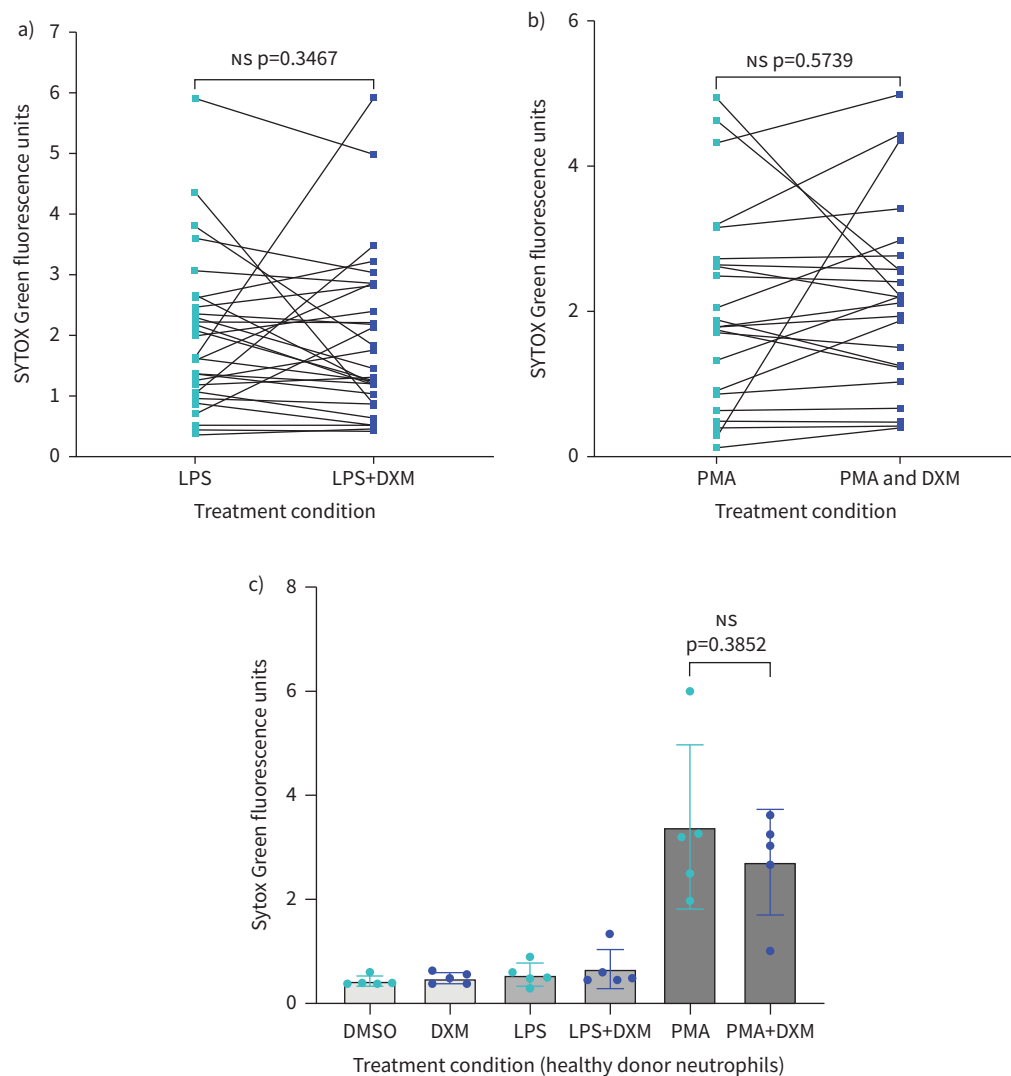 a)
7
6
5
4
3
2
1
0
SYTOX Green fluorescence units
NS p=0.3467
LPS
LPS+DXM
Treatment condition
b)
6
4
2
0
SYTOX Green fluorescence units
NS p=0.5739
PMA
PMA and DXM
Treatment condition
c)
8
6
4
2
0
Sytox Green fluorescence units
NS
p=0.3852
DMSO
DXM
LPS
LPS+DXM
PMA
PMA+DXM
Treatment condition (healthy donor neutrophils)